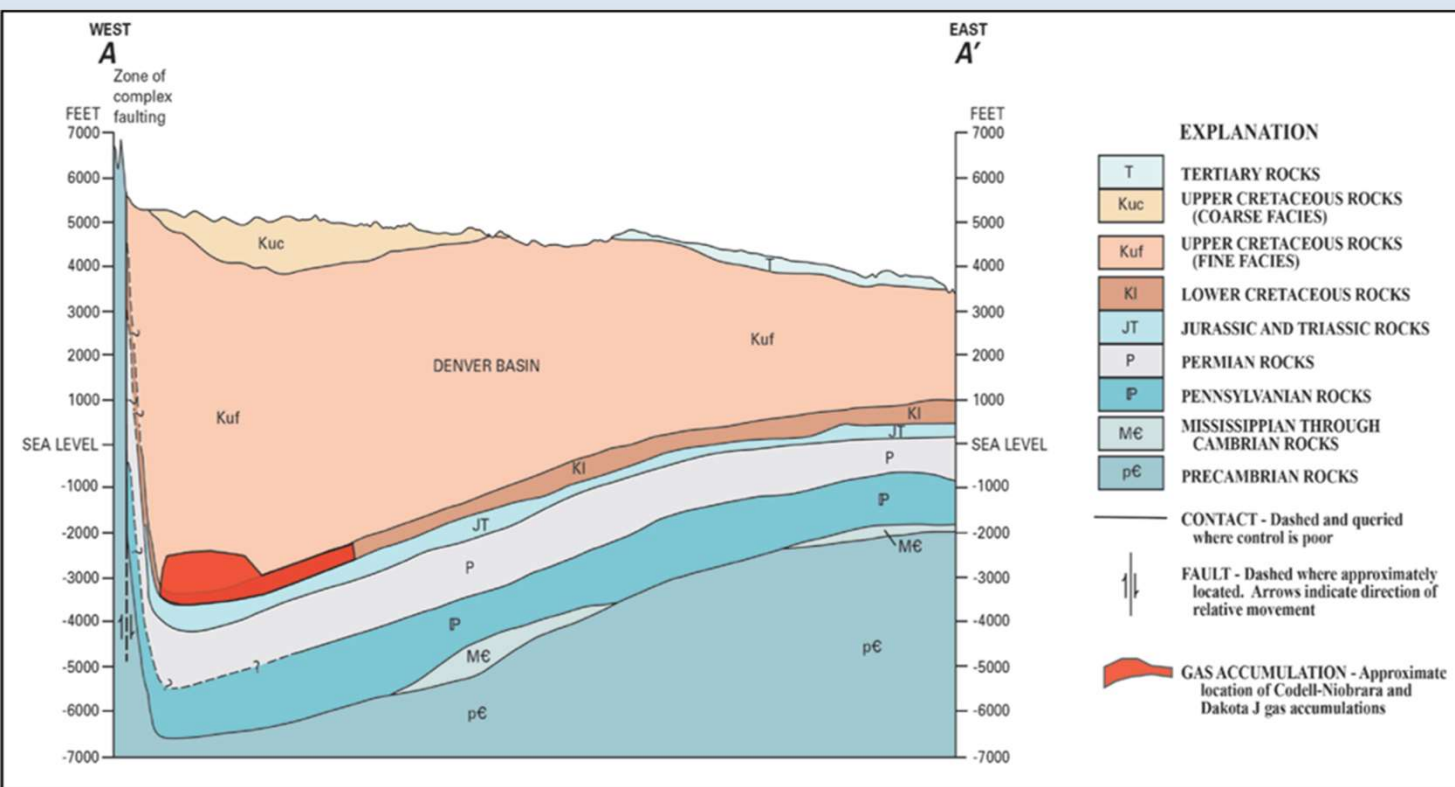 WEST
A
Zone of
complex
faulting
FEET
7000
6000
5000
4000
3000
2000
1000
SEA LEVEL
-1000
-2000
-3000
-4000
-5000
-6000
-7000
EAST
A′
FEET
7000
6000
5000
4000
3000
2000
1000
SEA LEVEL
-1000
-2000
-3000
-4000
-5000
-6000
-7000
Kuc
T
Kuf
DENVER BASIN
Kuf
Kl
JT
Kl
JT
P
P
ℙ
ℙ
M€
M€
p€
p€
?
?
?
?
?
EXPLANATION
T TERTIARY ROCKS
Kuc UPPER CRETACEOUS ROCKS
(COARSE FACIES)
Kuf UPPER CRETACEOUS ROCKS
(FINE FACIES)
Kl LOWER CRETACEOUS ROCKS
JT JURASSIC AND TRIASSIC ROCKS
P PERMIAN ROCKS
ℙ PENNSYLVANIAN ROCKS
M€ MISSISSIPPIAN THROUGH
CAMBRIAN ROCKS
p€ PRECAMBRIAN ROCKS
CONTACT - Dashed and queried
where control is poor
FAULT - Dashed where approximately
located. Arrows indicate direction of
relative movement
GAS ACCUMULATION - Approximate
location of Codell-Niobrara and
Dakota J gas accumulations